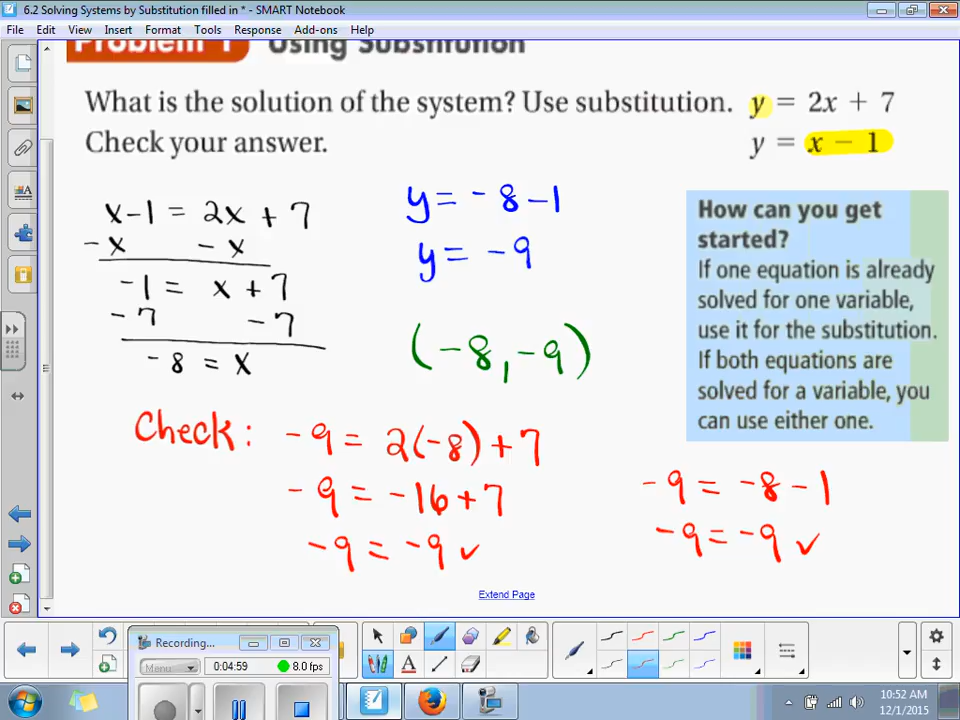 6.2 Solving Systems by Substitution filled in * - SMART Notebook
File Edit View Insert Format Tools Response Add-ons Help
Problem 1 Using Substitution
What is the solution of the system? Use substitution. y = 2x + 7
Check your answer. y = x − 1
x-1 = 2x + 7
-x -x
-1 = x + 7
-7 -7
-8 = x
y = -8 -1
y = -9
(-8, -9)
How can you get
started?
If one equation is already
solved for one variable,
use it for the substitution.
If both equations are
solved for a variable, you
can use either one.
Check: -9 = 2(-8) + 7
-9 = -16 + 7
-9 = -9 ✓
-9 = -8 - 1
-9 = -9 ✓
Extend Page
Recording...
Menu
0:04:59 8.0 fps
10:52 AM
12/1/2015